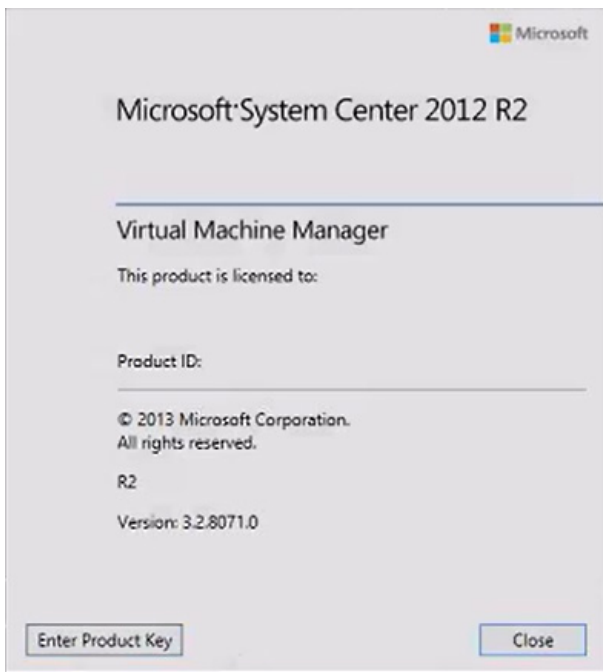 Microsoft
Microsoft System Center 2012 R2
Virtual Machine Manager
This product is licensed to:
Product ID:
© 2013 Microsoft Corporation.
All rights reserved.
R2
Version: 3.2.8071.0
Enter Product Key
Close